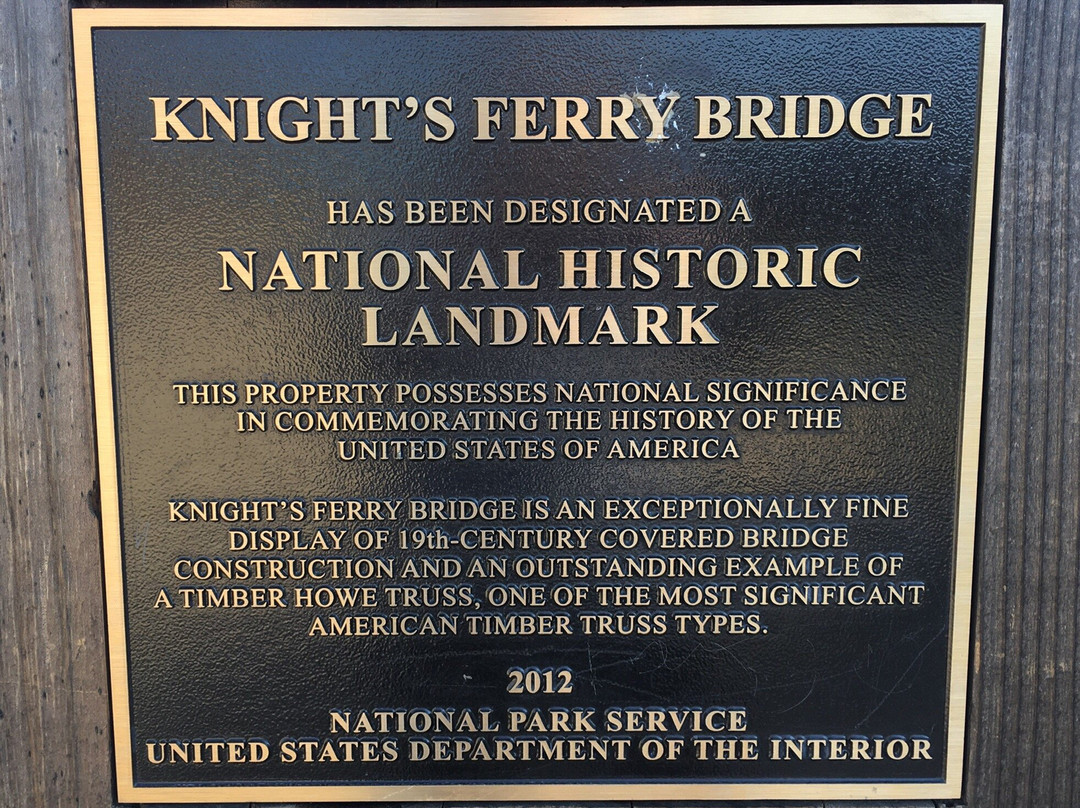 KNIGHT'S FERRY BRIDGE
HAS BEEN DESIGNATED A
NATIONAL HISTORIC
LANDMARK
THIS PROPERTY POSSESSES NATIONAL SIGNIFICANCE
IN COMMEMORATING THE HISTORY OF THE
UNITED STATES OF AMERICA
KNIGHT'S FERRY BRIDGE IS AN EXCEPTIONALLY FINE
DISPLAY OF 19th-CENTURY COVERED BRIDGE
CONSTRUCTION AND AN OUTSTANDING EXAMPLE OF
A TIMBER HOWE TRUSS, ONE OF THE MOST SIGNIFICANT
AMERICAN TIMBER TRUSS TYPES.
2012
NATIONAL PARK SERVICE
UNITED STATES DEPARTMENT OF THE INTERIOR